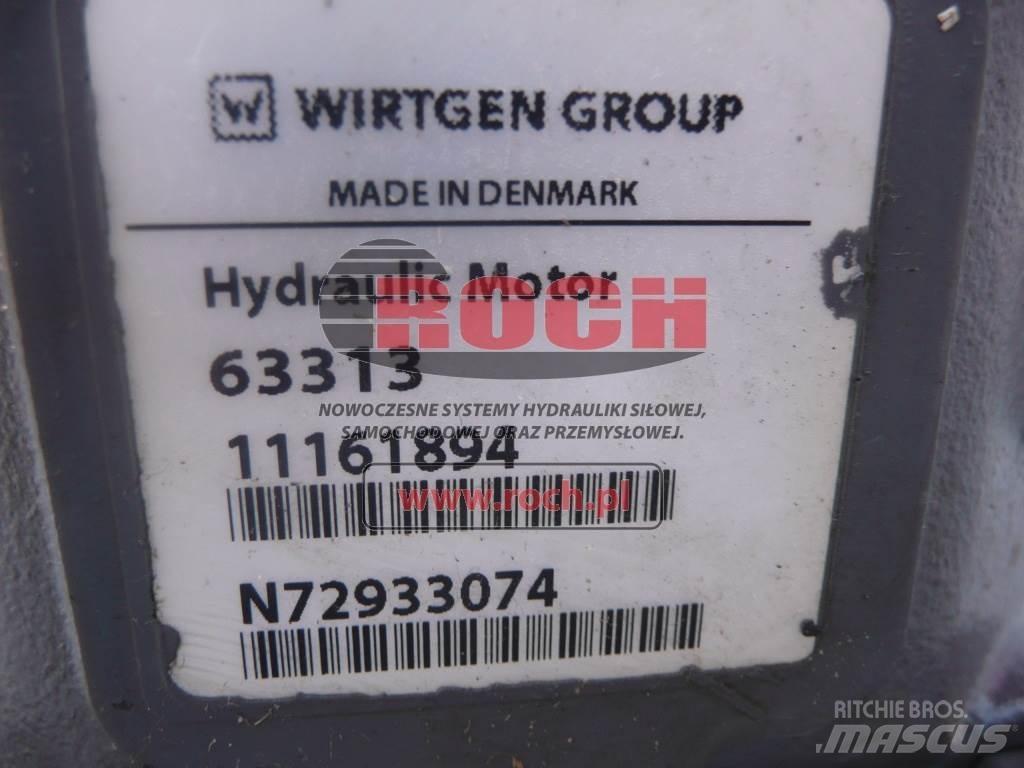 W WIRTGEN GROUP
MADE IN DENMARK
Hydraulic Motor
ROCH
63313
NOWOCZESNE SYSTEMY HYDRAULIKI SIŁOWEJ,
SAMOCHODOWEJ ORAZ PRZEMYSŁOWEJ.
11161894
www.roch.pl
N72933074
RITCHIE BROS.
MASCUS